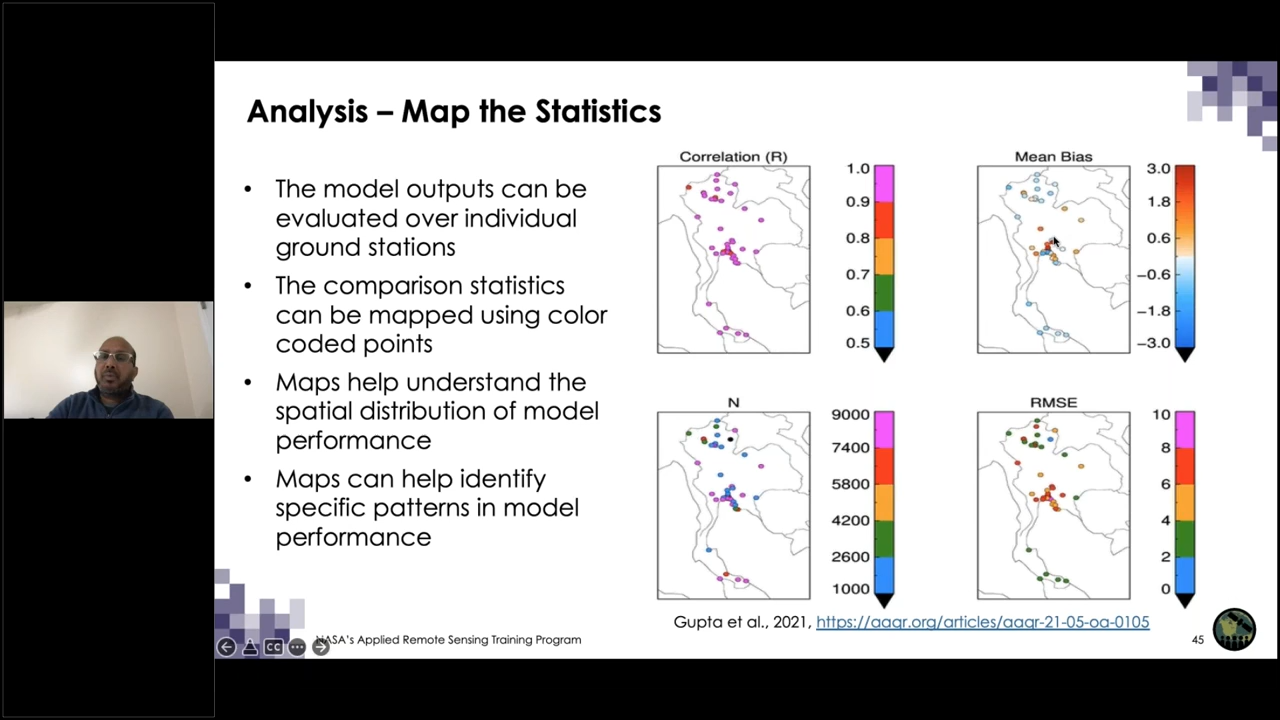 Analysis – Map the Statistics
• The model outputs can be
evaluated over individual
ground stations
• The comparison statistics
can be mapped using color
coded points
• Maps help understand the
spatial distribution of model
performance
• Maps can help identify
specific patterns in model
performance
Correlation (R)
1.0
0.9
0.8
0.7
0.6
0.5
Mean Bias
3.0
1.8
0.6
−0.6
−1.8
−3.0
N
9000
7400
5800
4200
2600
1000
RMSE
10
8
6
4
2
0
Gupta et al., 2021, https://aaqr.org/articles/aaqr-21-05-oa-0105
CC
NASA's Applied Remote Sensing Training Program
45